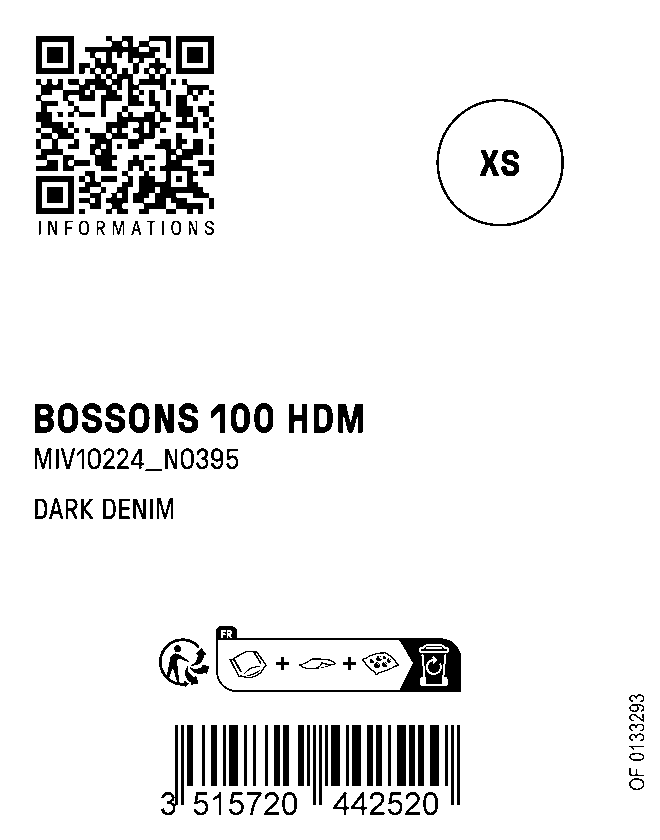 INFORMATIONS
XS
BOSSONS 100 HDM
MIV10224_N0395
DARK DENIM
FR
OF 0133293
3 515720 442520